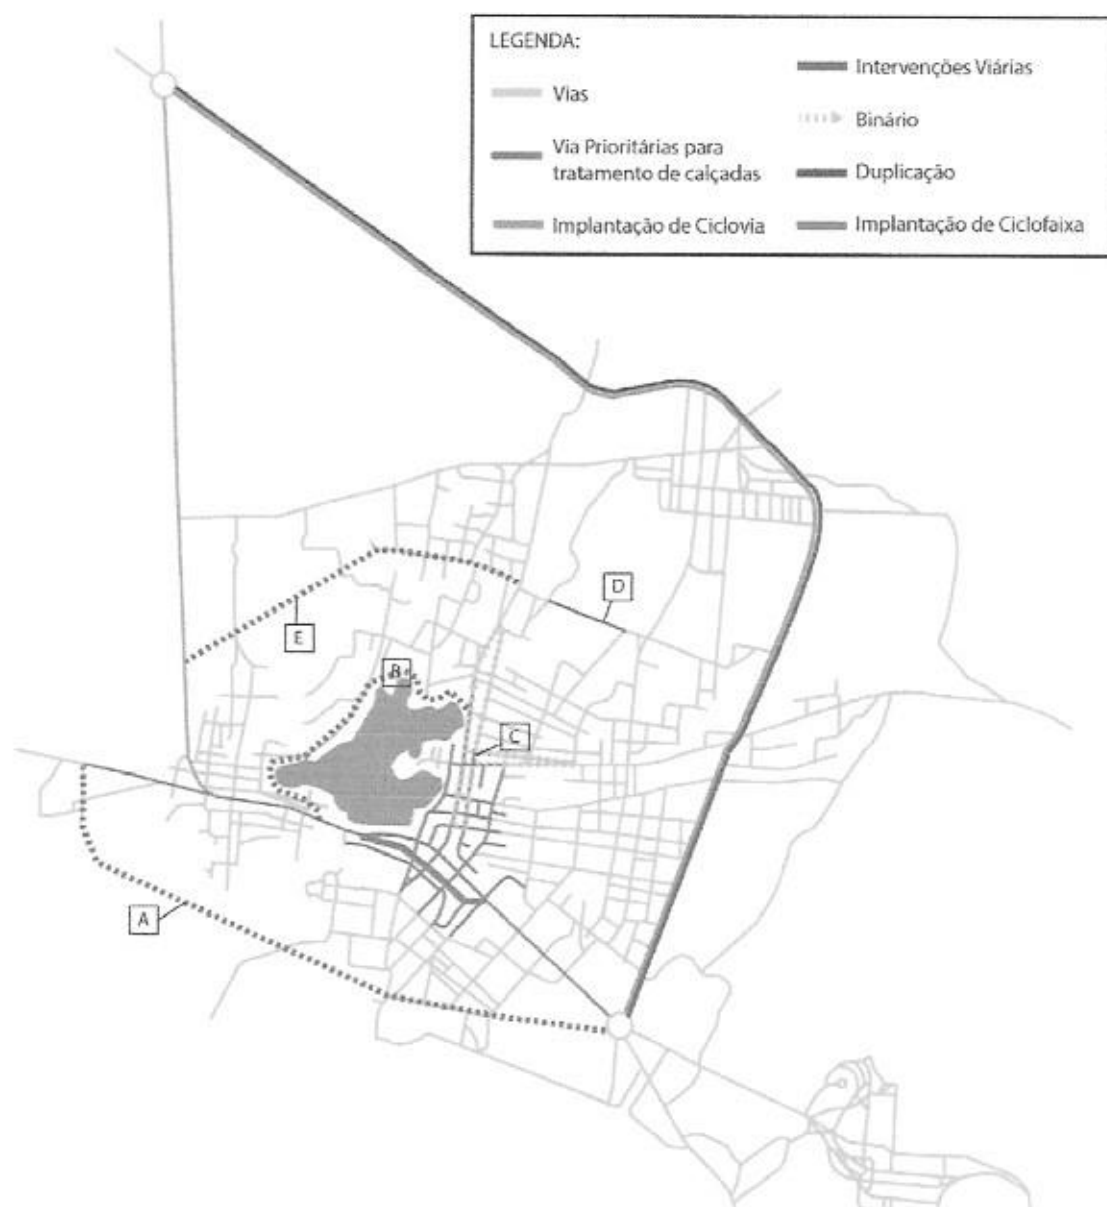 LEGENDA:
Vias
Via Prioritárias para
tratamento de calçadas
Implantação de Ciclovia
Intervenções Viárias
Binário
Duplicação
Implantação de Ciclofaixa
D
E
B
C
A